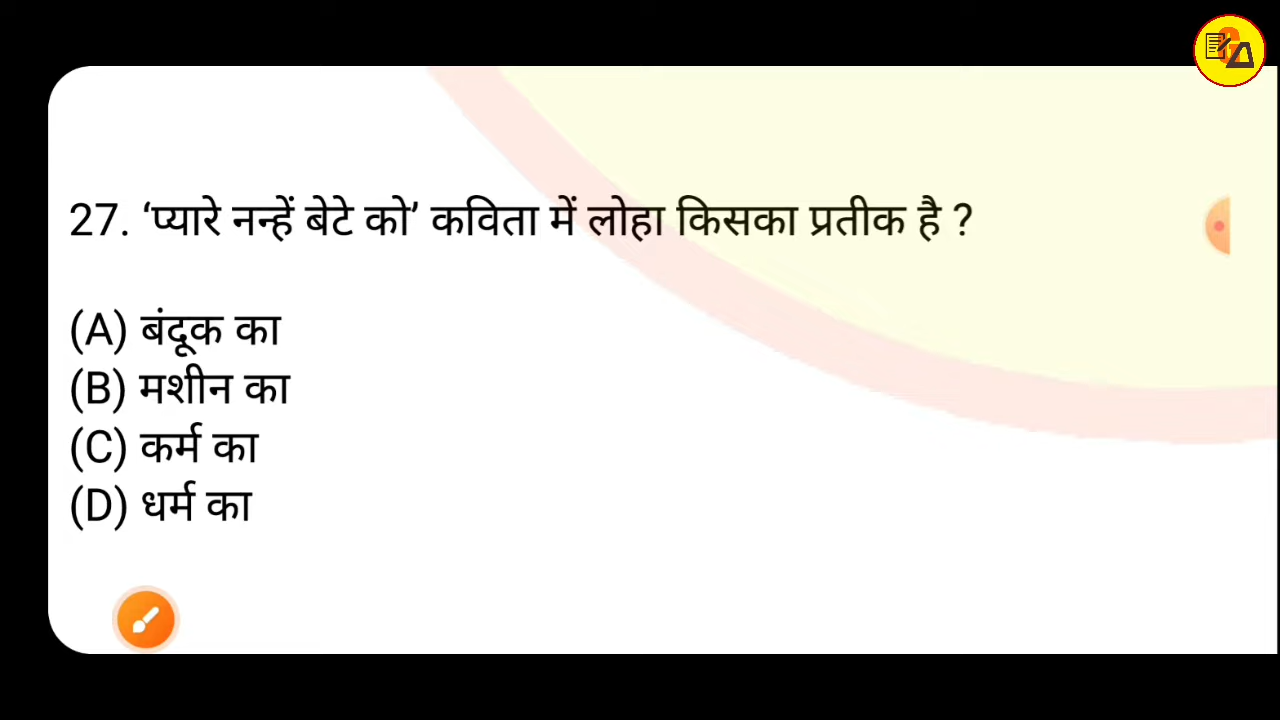 27. ‘प्यारे नन्हें बेटे को’ कविता में लोहा किसका प्रतीक है ?
(A) बंदूक का
(B) मशीन का
(C) कर्म का
(D) धर्म का